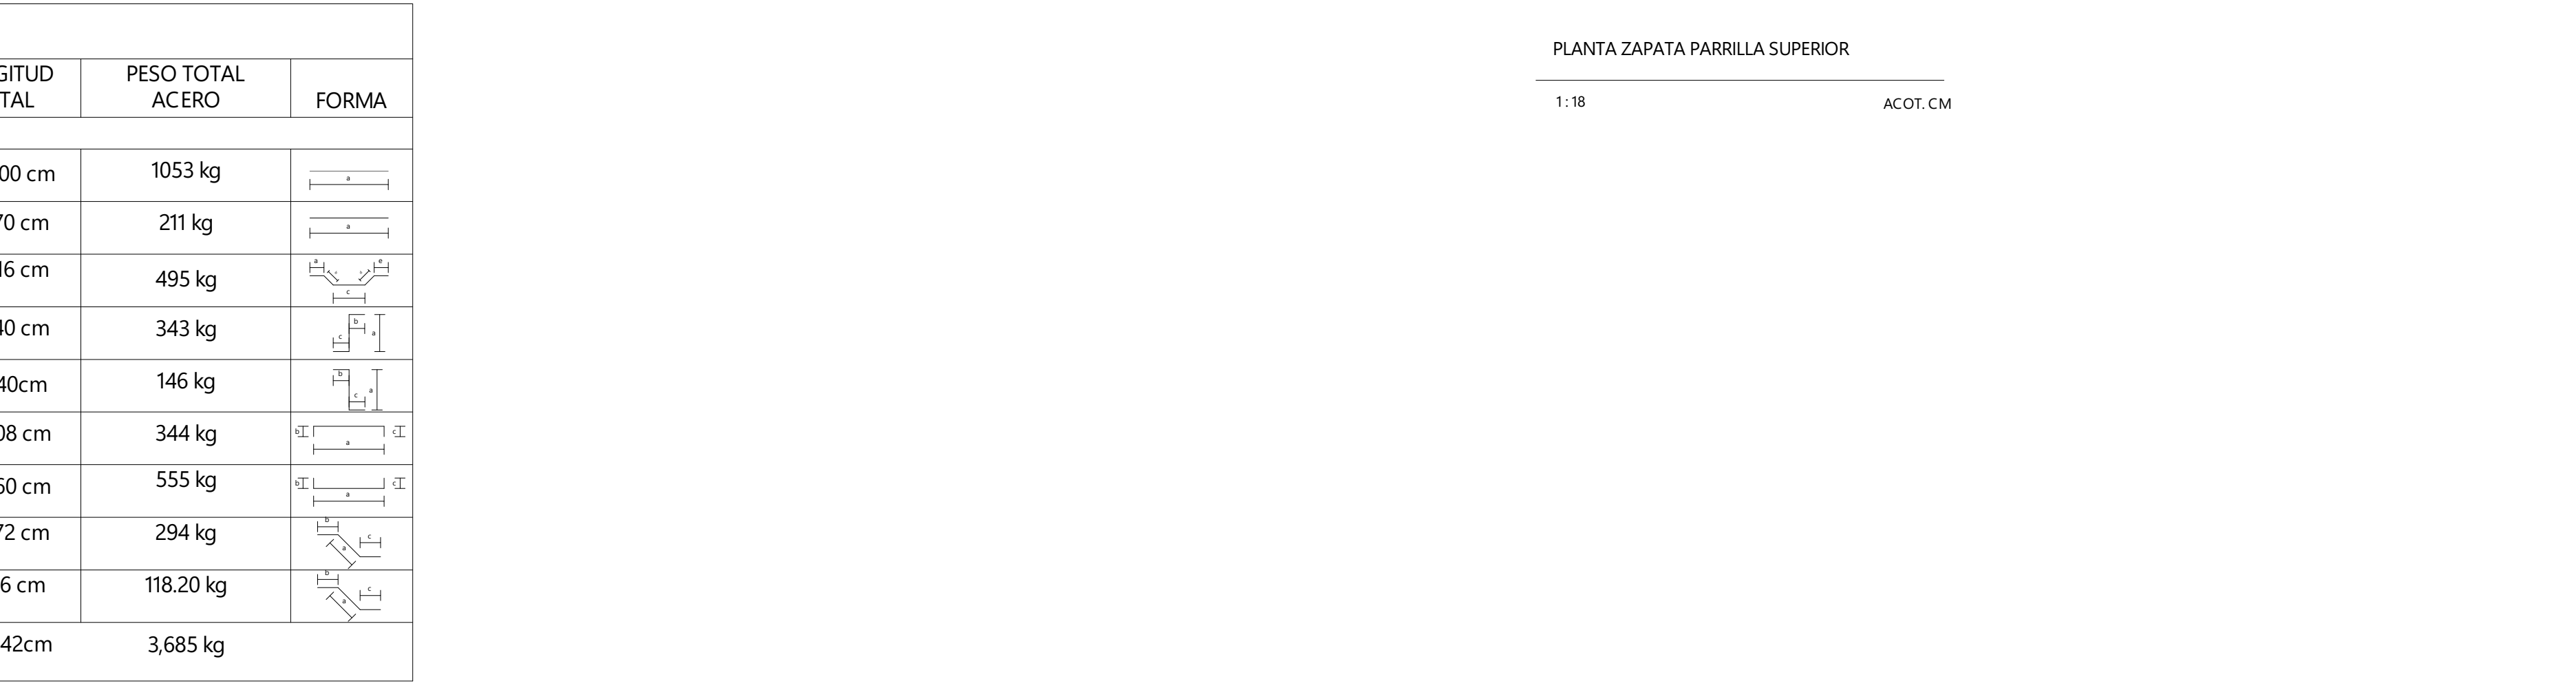 GITUD
TAL
PESO TOTAL
ACERO
FORMA
00 cm
1053 kg
a
70 cm
211 kg
a
16 cm
495 kg
a
e
c
40 cm
343 kg
b
a
c
40cm
146 kg
b
a
c
08 cm
344 kg
b
c
a
60 cm
555 kg
b
c
a
72 cm
294 kg
b
c
a
6 cm
118.20 kg
b
c
a
42cm
3,685 kg
PLANTA ZAPATA PARRILLA SUPERIOR
1 : 18
ACOT. CM